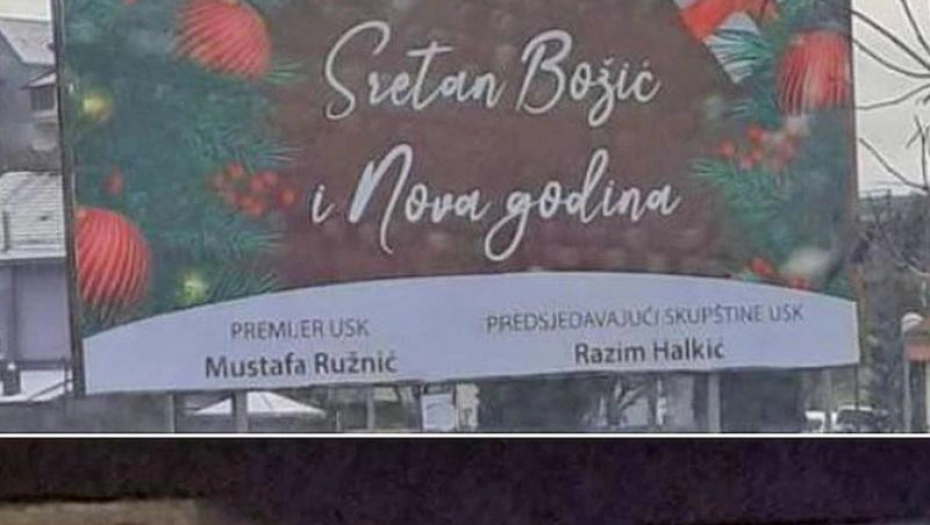 Sretan Božić
i Nova godina
PREMIJER USK
Mustafa Ružnić
PREDSJEDAVAJUĆI SKUPŠTINE USK
Razim Halkić